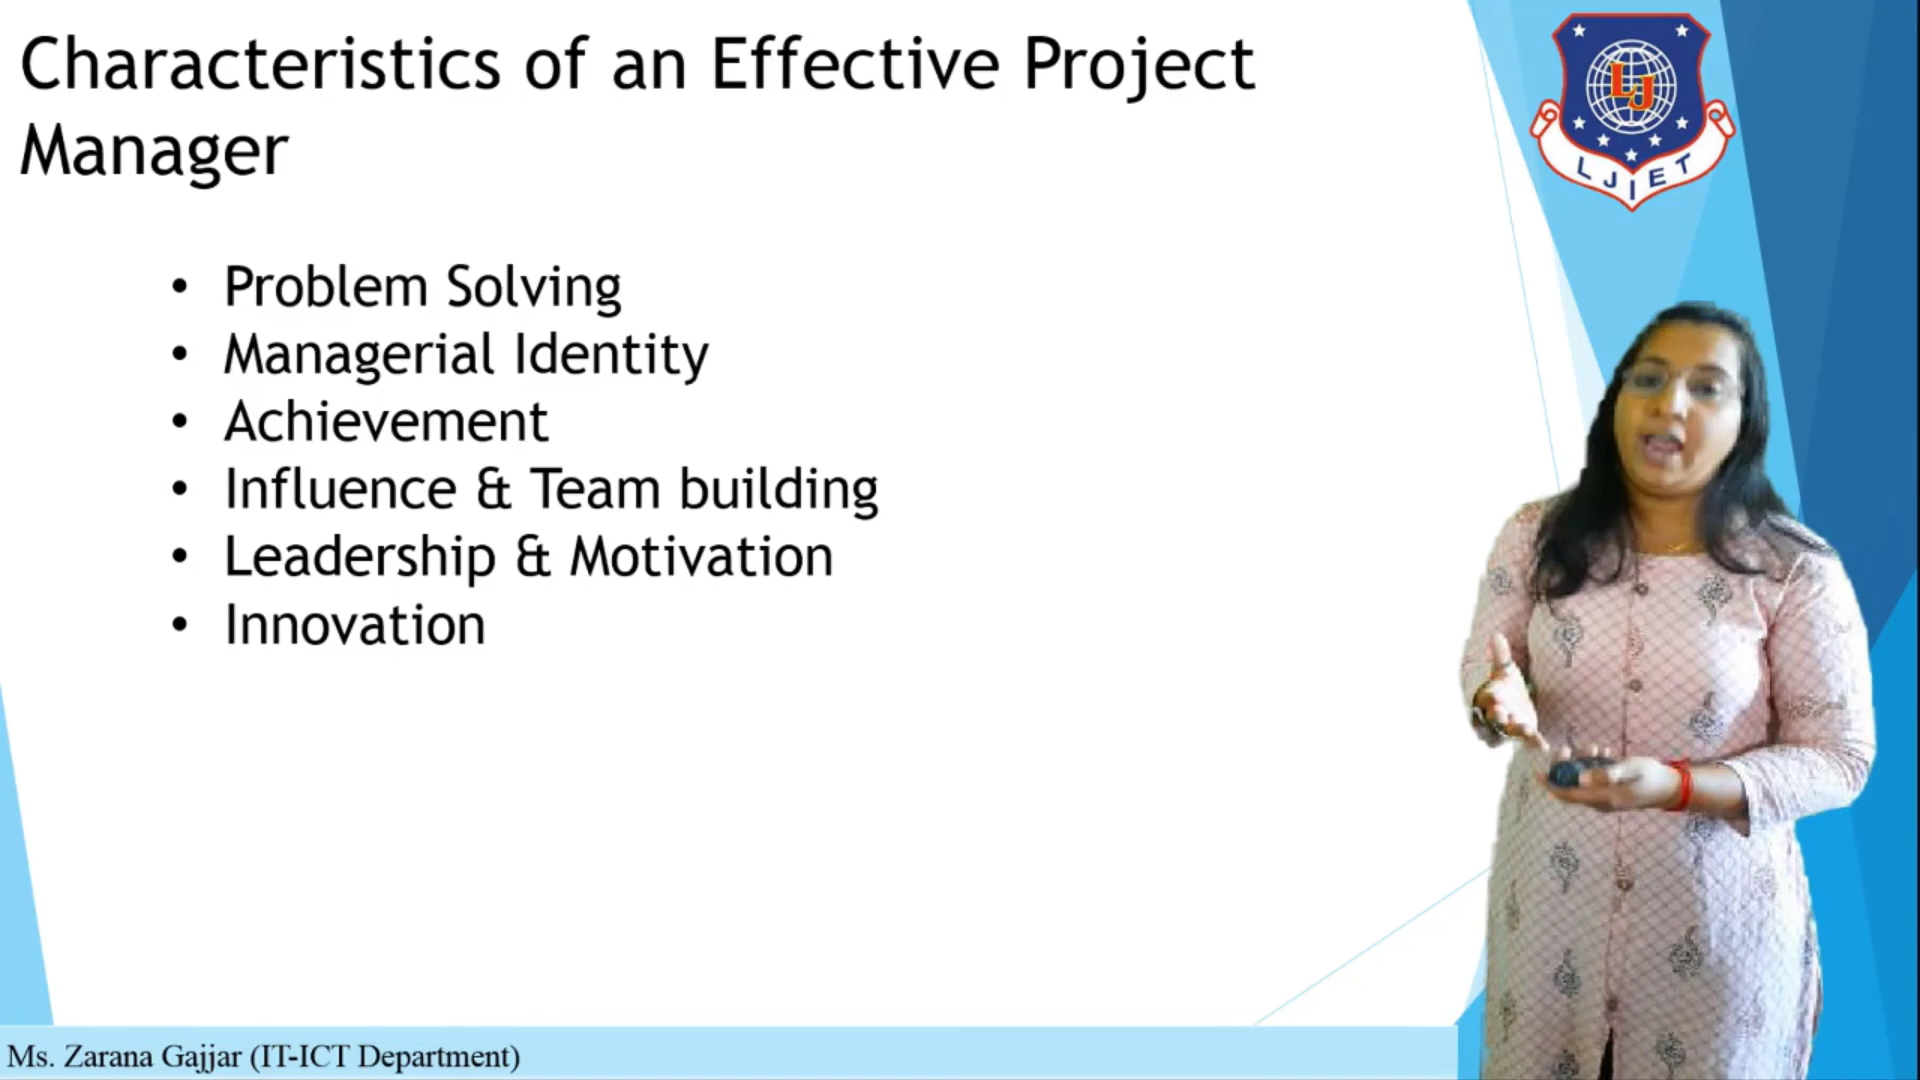 Characteristics of an Effective Project
Manager
• Problem Solving
• Managerial Identity
• Achievement
• Influence & Team building
• Leadership & Motivation
• Innovation
LJ
LJIET
Ms. Zarana Gajjar (IT-ICT Department)